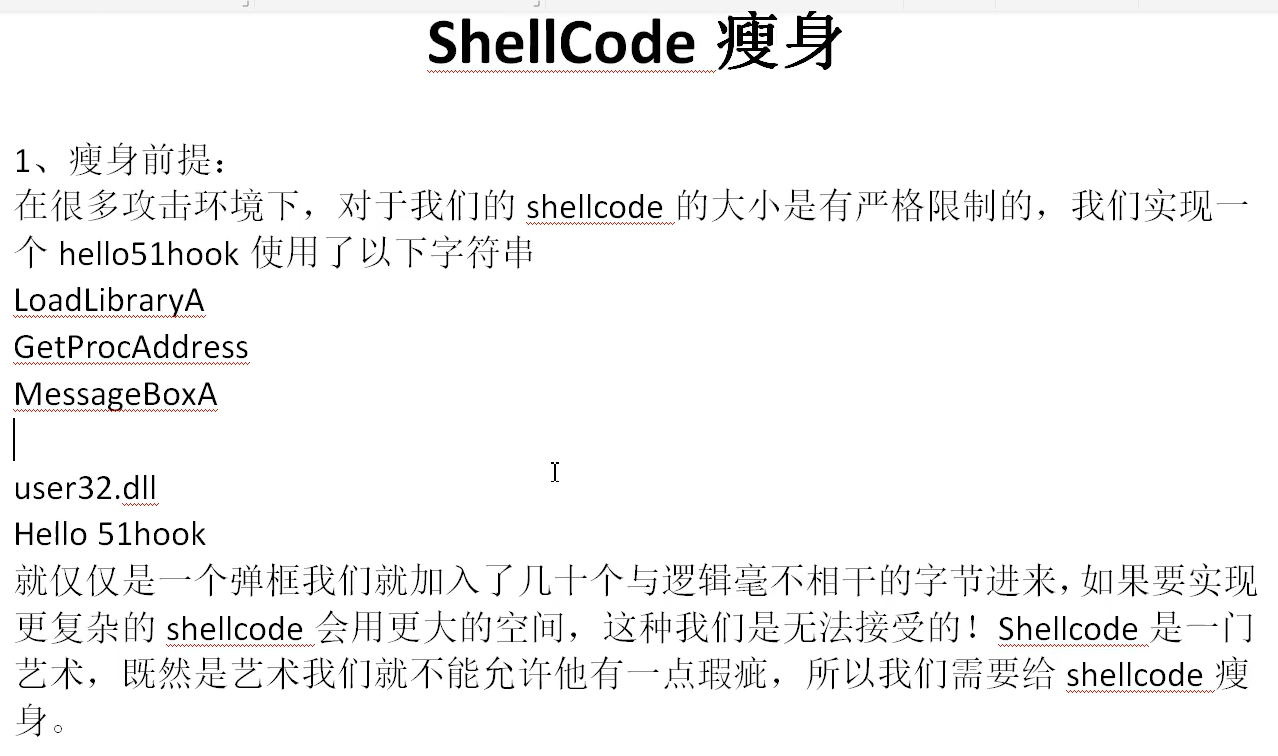 ShellCode 瘦身
1、瘦身前提：
在很多攻击环境下，对于我们的 shellcode 的大小是有严格限制的，我们实现一
个 hello51hook 使用了以下字符串
LoadLibraryA
GetProcAddress
MessageBoxA
user32.dll
Hello 51hook
就仅仅是一个弹框我们就加入了几十个与逻辑毫不相干的字节进来，如果要实现
更复杂的 shellcode 会用更大的空间，这种我们是无法接受的！Shellcode 是一门
艺术，既然是艺术我们就不能允许他有一点瑕疵，所以我们需要给 shellcode 瘦
身。